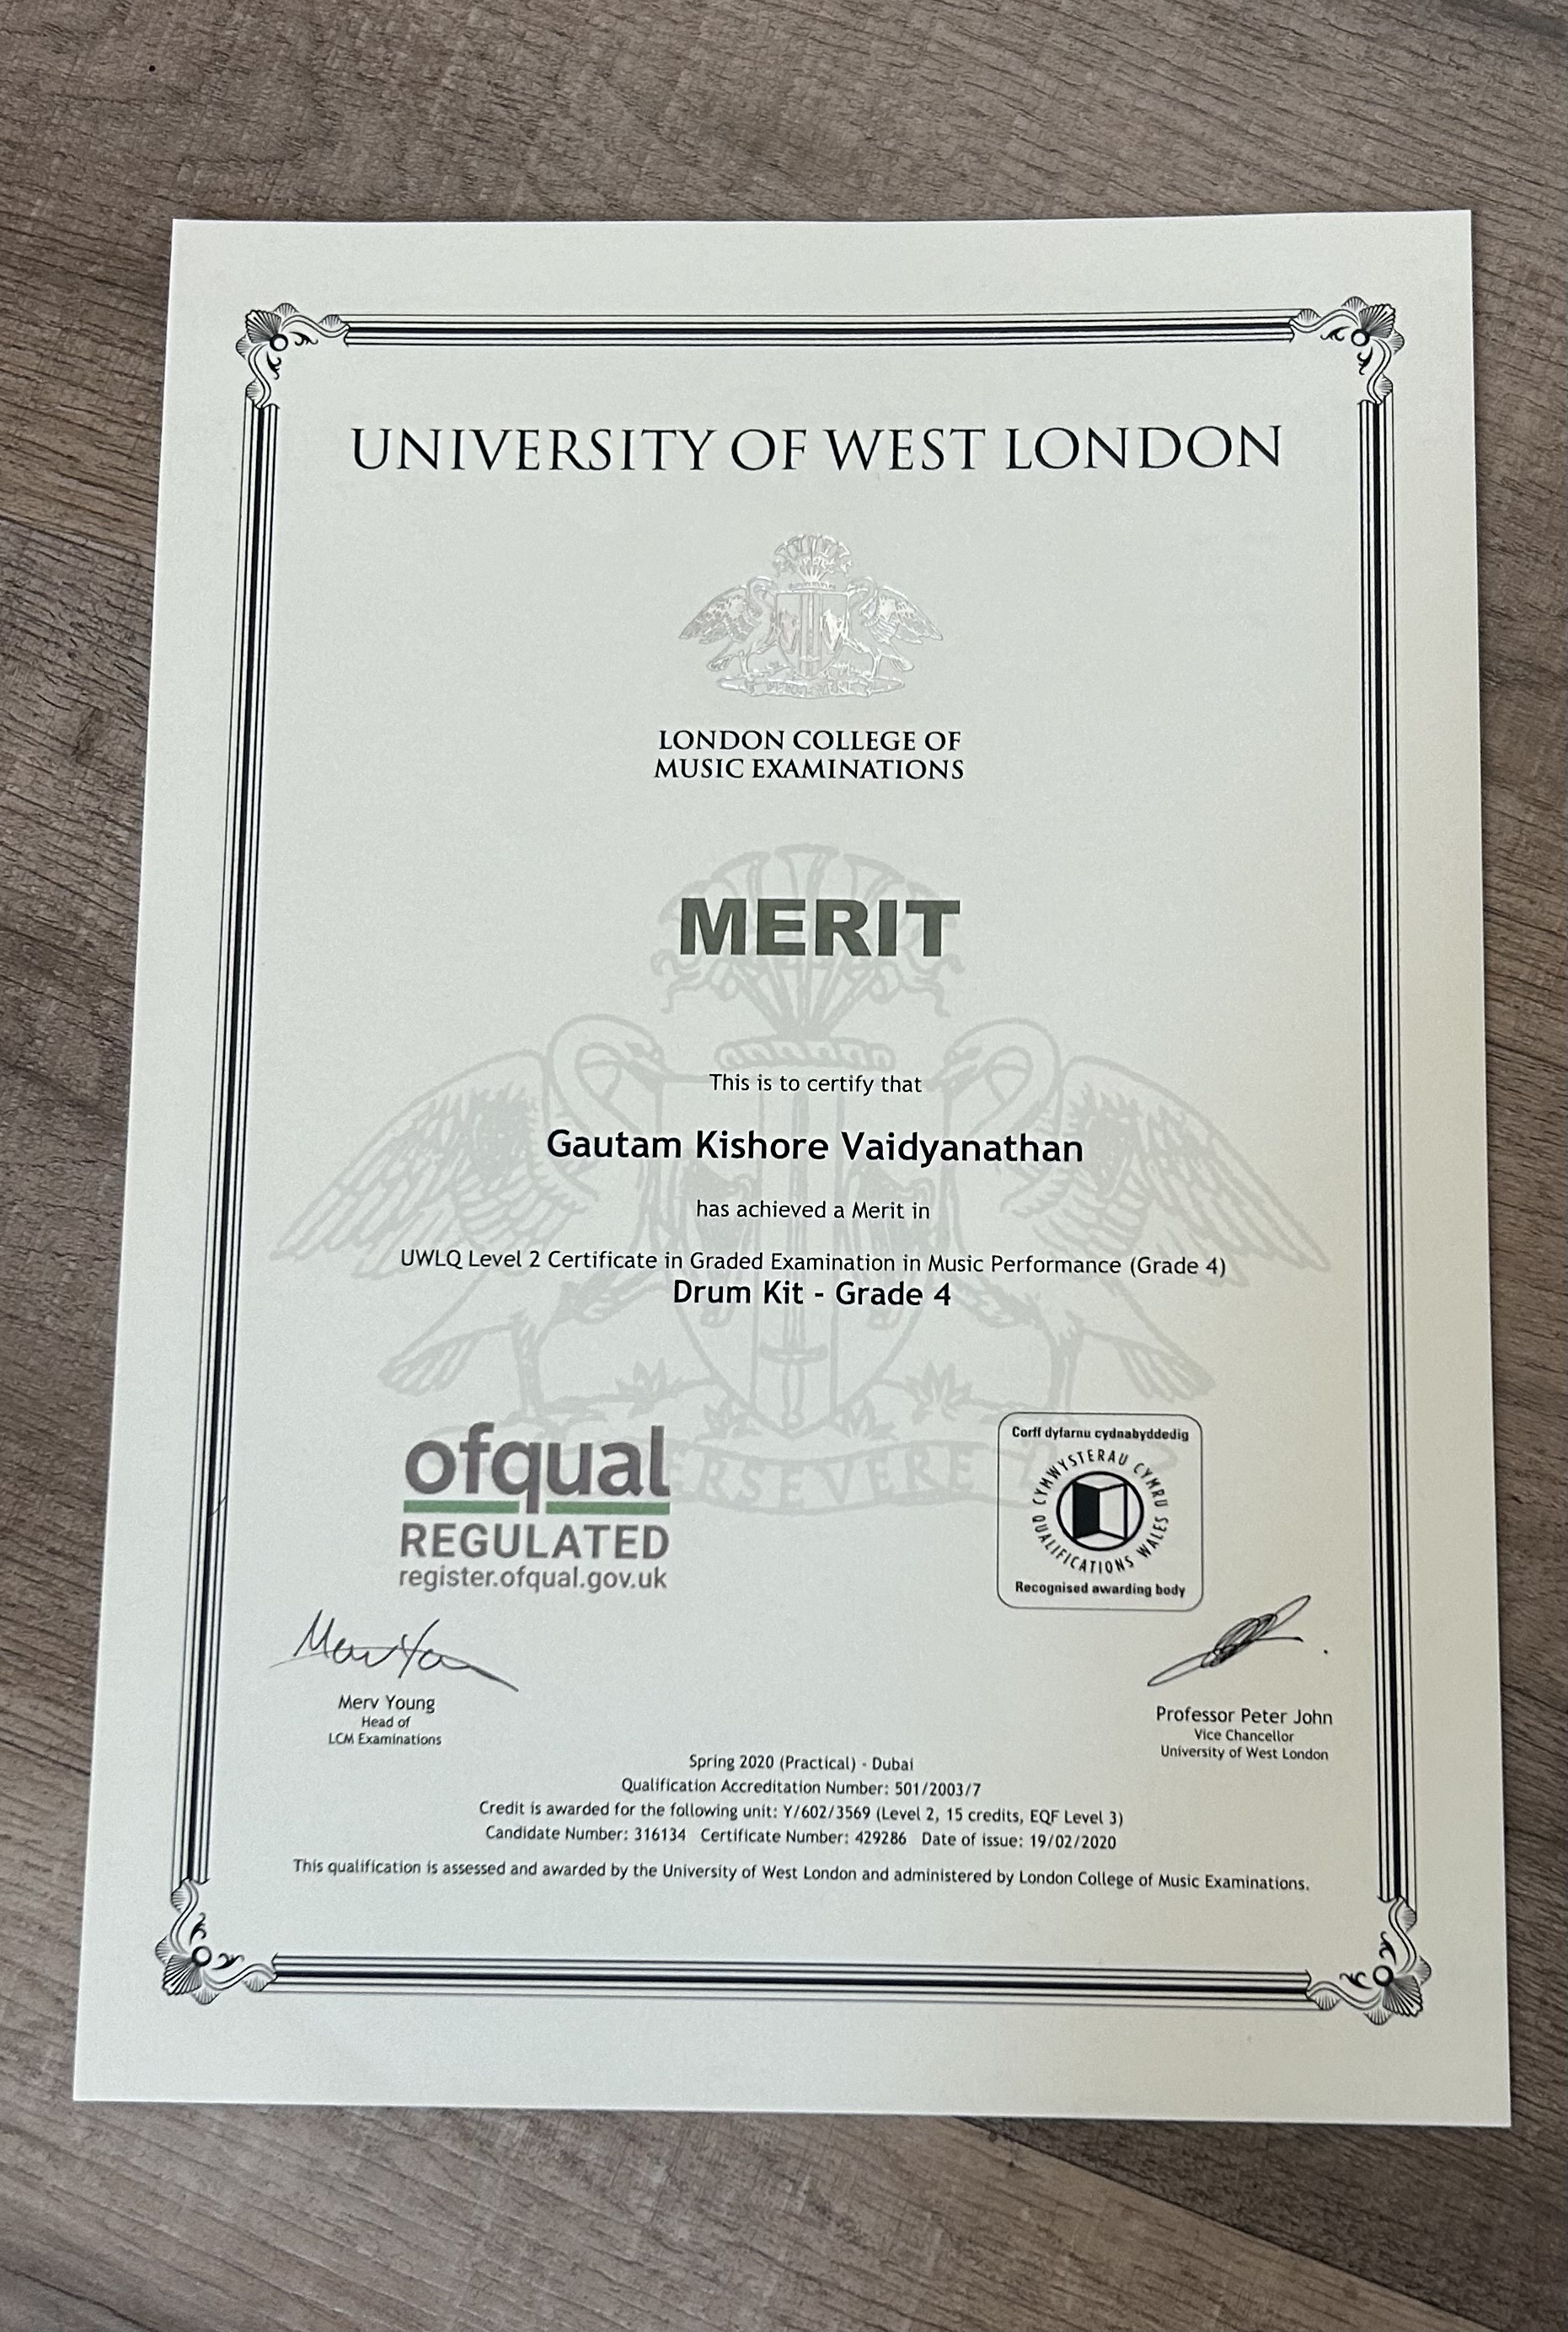 UNIVERSITY OF WEST LONDON
PERSEVERE
LONDON COLLEGE OF
MUSIC EXAMINATIONS
MERIT
This is to certify that
Gautam Kishore Vaidyanathan
has achieved a Merit in
UWLQ Level 2 Certificate in Graded Examination in Music Performance (Grade 4)
Drum Kit - Grade 4
PERSEVERE
ofqual
REGULATED
register.ofqual.gov.uk
Corff dyfarnu cydnabyddedig
CYMWYSTERAU CYMRU
QUALIFICATIONS WALES
Recognised awarding body
Merv Young
Head of
LCM Examinations
Professor Peter John
Vice Chancellor
University of West London
Spring 2020 (Practical) - Dubai
Qualification Accreditation Number: 501/2003/7
Credit is awarded for the following unit: Y/602/3569 (Level 2, 15 credits, EQF Level 3)
Candidate Number: 316134 Certificate Number: 429286 Date of issue: 19/02/2020
This qualification is assessed and awarded by the University of West London and administered by London College of Music Examinations.